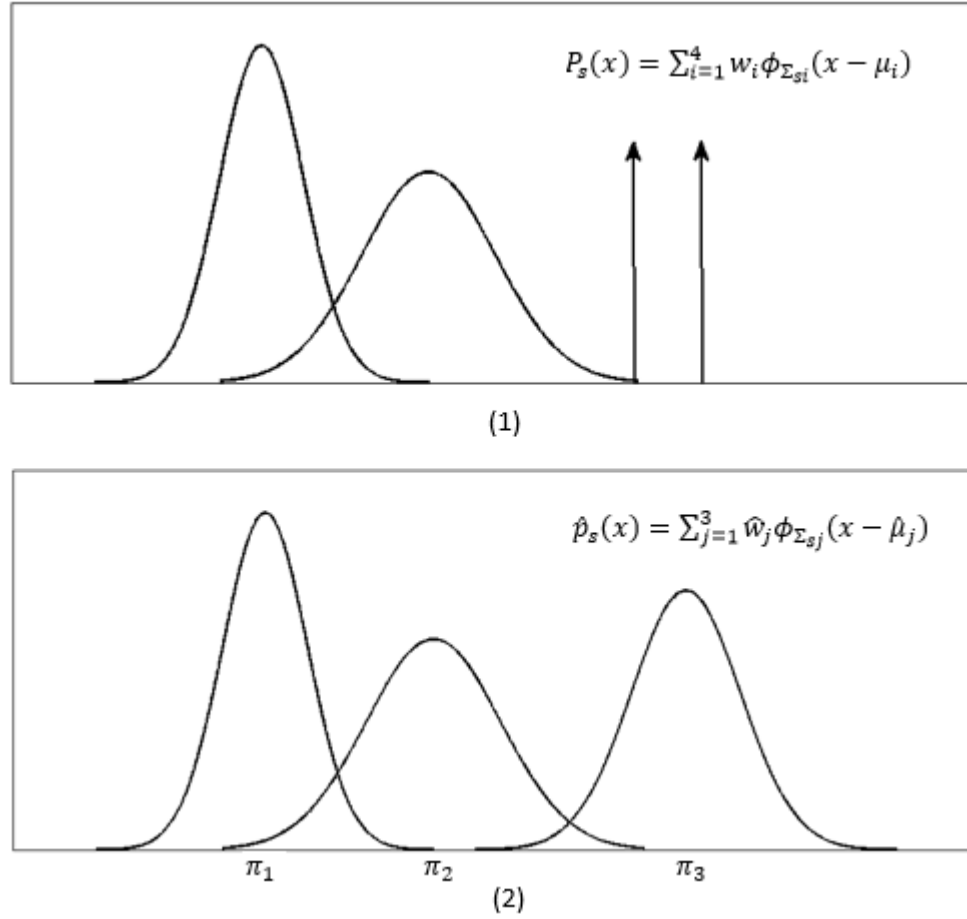 P_s(x) = ∑_{i=1}^{4} w_i ϕ_{Σ_{si}}(x − μ_i)
(1)
p̂_s(x) = ∑_{j=1}^{3} ŵ_j ϕ_{Σ_{sj}}(x − μ̂_j)
π_1 π_2 π_3
(2)